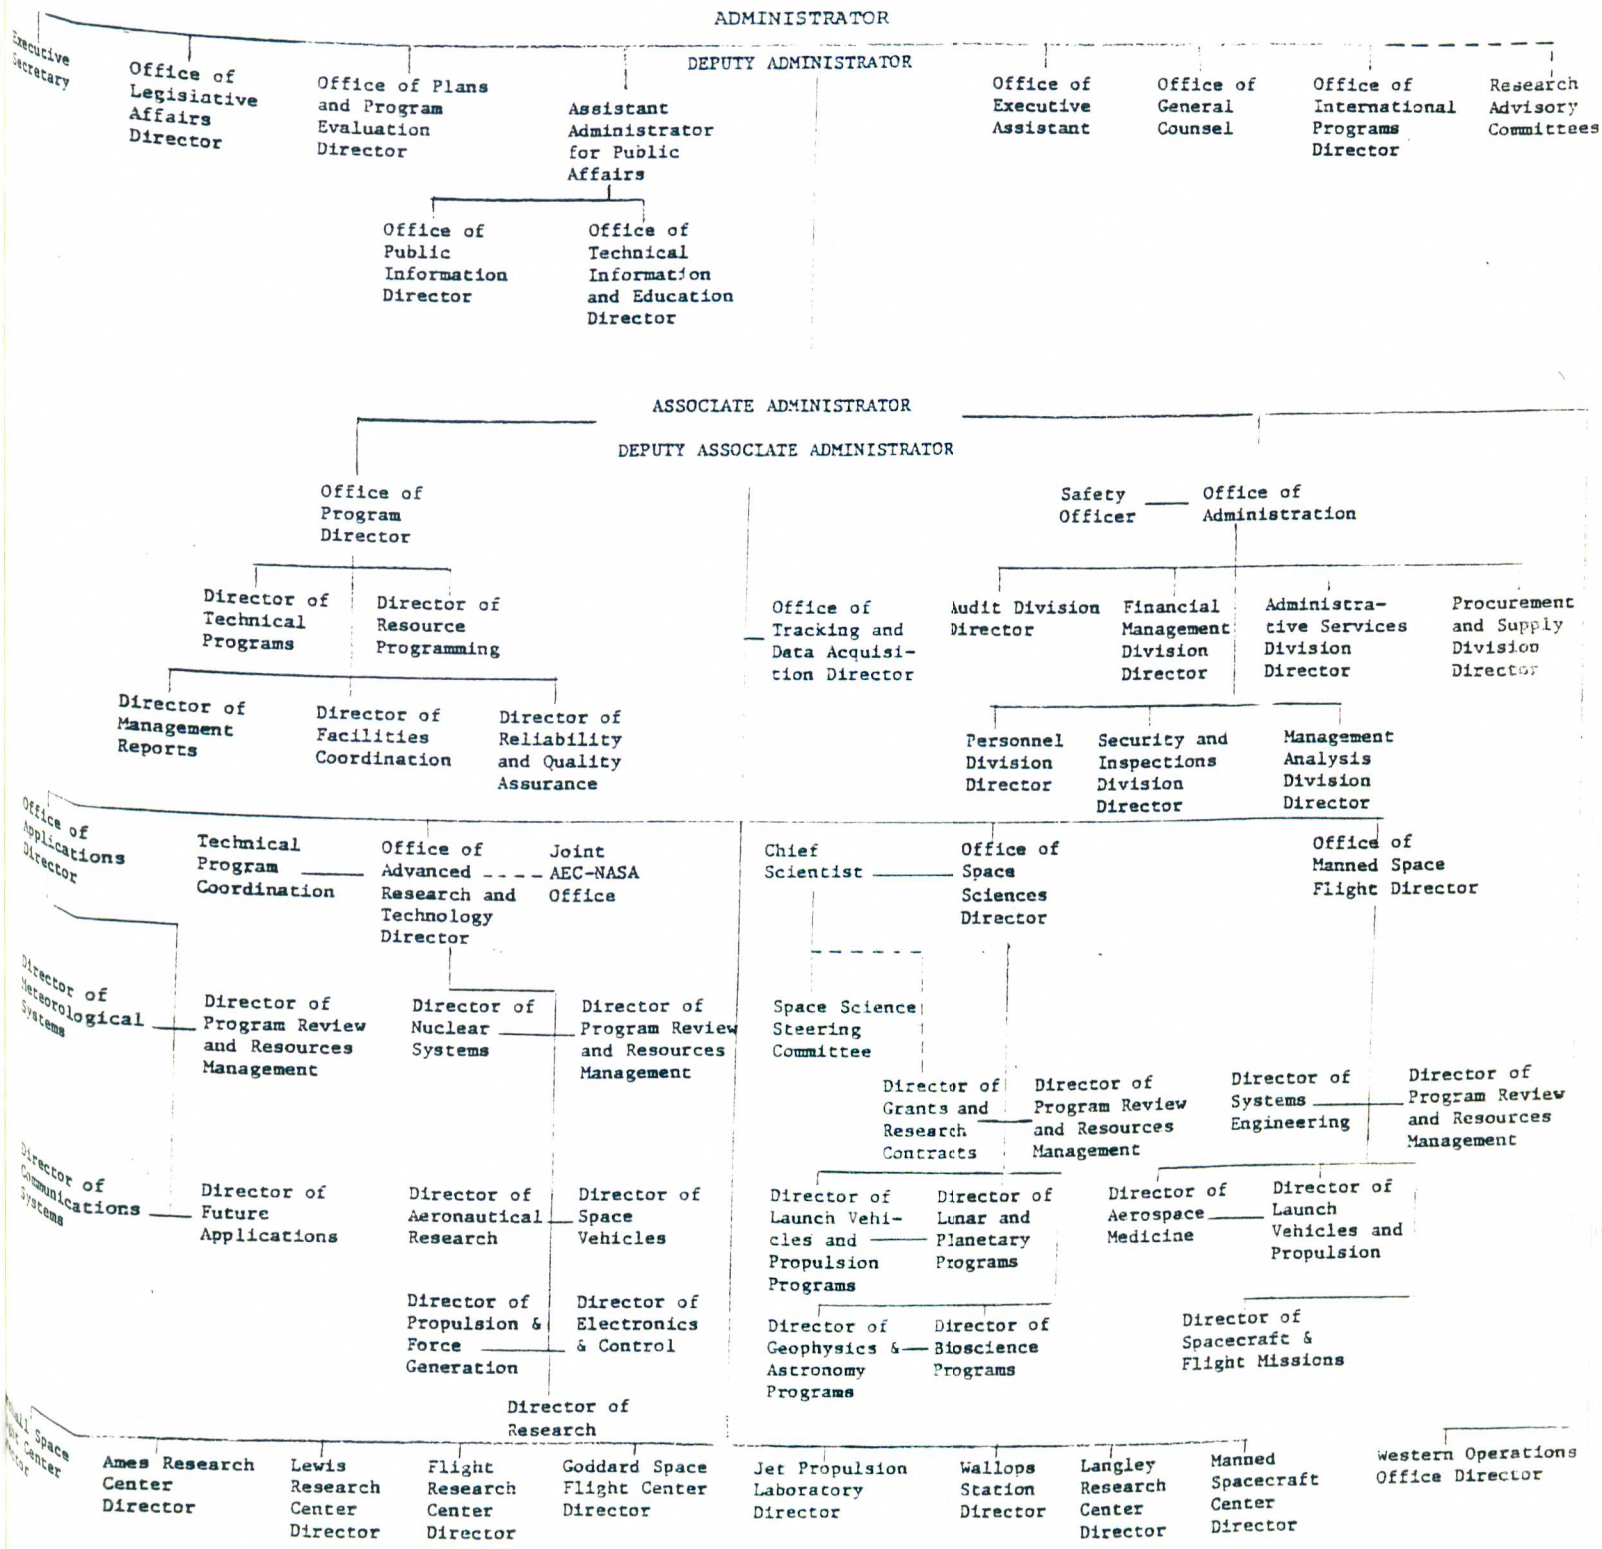 ADMINISTRATOR
DEPUTY ADMINISTRATOR
Executive
Secretary
Office of
Legislative
Affairs
Director
Office of Plans
and Program
Evaluation
Director
Assistant
Administrator
for Public
Affairs
Office of
Executive
Assistant
Office of
General
Counsel
Office of
International
Programs
Director
Research
Advisory
Committees
Office of
Public
Information
Director
Office of
Technical
Information
and Education
Director
ASSOCIATE ADMINISTRATOR
DEPUTY ASSOCIATE ADMINISTRATOR
Office of
Program
Director
Safety
Officer
Office of
Administration
Director of
Technical
Programs
Director of
Resource
Programming
Office of
Tracking and
Data Acquisi-
tion Director
Audit Division
Director
Financial
Management
Division
Director
Administra-
tive Services
Division
Director
Procurement
and Supply
Division
Director
Director of
Management
Reports
Director of
Facilities
Coordination
Director of
Reliability
and Quality
Assurance
Personnel
Division
Director
Security and
Inspections
Division
Director
Management
Analysis
Division
Director
Office of
Applications
Director
Technical
Program
Coordination
Office of
Advanced
Research and
Technology
Director
Joint
AEC-NASA
Office
Chief
Scientist
Office of
Space
Sciences
Director
Office of
Manned Space
Flight Director
Director of
Meteorological
Systems
Director of
Program Review
and Resources
Management
Director of
Nuclear
Systems
Director of
Program Review
and Resources
Management
Space Science
Steering
Committee
Director of
Grants and
Research
Contracts
Director of
Program Review
and Resources
Management
Director of
Systems
Engineering
Director of
Program Review
and Resources
Management
Director of
Communications
Systems
Director of
Future
Applications
Director of
Aeronautical
Research
Director of
Space
Vehicles
Director of
Launch Vehi-
cles and
Propulsion
Programs
Director of
Lunar and
Planetary
Programs
Director of
Aerospace
Medicine
Director of
Launch
Vehicles and
Propulsion
Director of
Propulsion &
Force
Generation
Director of
Electronics
& Control
Director of
Geophysics &
Astronomy
Programs
Director of
Bioscience
Programs
Director of
Spacecraft &
Flight Missions
Director of
Research
Space
Center
Ames Research
Center
Director
Lewis
Research
Center
Director
Flight
Research
Center
Director
Goddard Space
Flight Center
Director
Jet Propulsion
Laboratory
Director
Wallops
Station
Director
Langley
Research
Center
Director
Manned
Spacecraft
Center
Director
Western Operations
Office Director